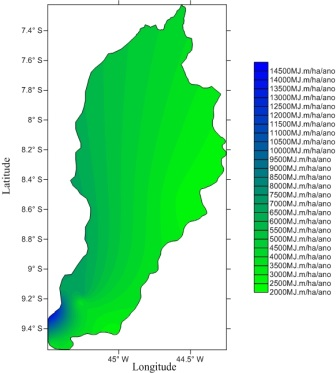 7.4° S
7.6° S
7.8° S
8° S
8.2° S
8.4° S
8.6° S
8.8° S
9° S
9.2° S
9.4° S
Latitude
45° W
44.5° W
Longitude
14500MJ.m/ha/ano
14000MJ.m/ha/ano
13500MJ.m/ha/ano
13000MJ.m/ha/ano
12500MJ.m/ha/ano
12000MJ.m/ha/ano
11500MJ.m/ha/ano
11000MJ.m/ha/ano
10500MJ.m/ha/ano
10000MJ.m/ha/ano
9500MJ.m/ha/ano
9000MJ.m/ha/ano
8500MJ.m/ha/ano
8000MJ.m/ha/ano
7500MJ.m/ha/ano
7000MJ.m/ha/ano
6500MJ.m/ha/ano
6000MJ.m/ha/ano
5500MJ.m/ha/ano
5000MJ.m/ha/ano
4500MJ.m/ha/ano
4000MJ.m/ha/ano
3500MJ.m/ha/ano
3000MJ.m/ha/ano
2500MJ.m/ha/ano
2000MJ.m/ha/ano